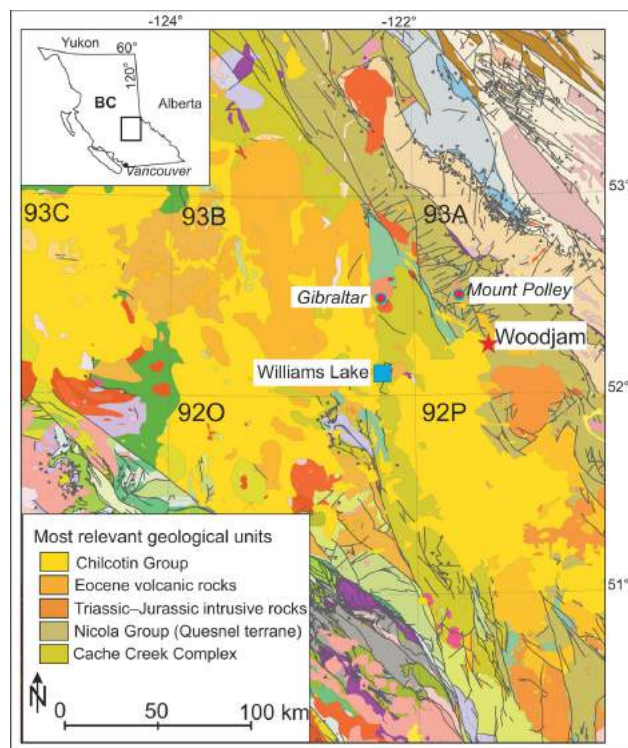 -124°
-122°
Yukon
60°
120°
BC
Alberta
Vancouver
53°
93C
93B
93A
Gibraltar
Mount Polley
Woodjam
Williams Lake
52°
92O
92P
51°
Most relevant geological units
Chilcotin Group
Eocene volcanic rocks
Triassic–Jurassic intrusive rocks
Nicola Group (Quesnel terrane)
Cache Creek Complex
N
0 50 100 km